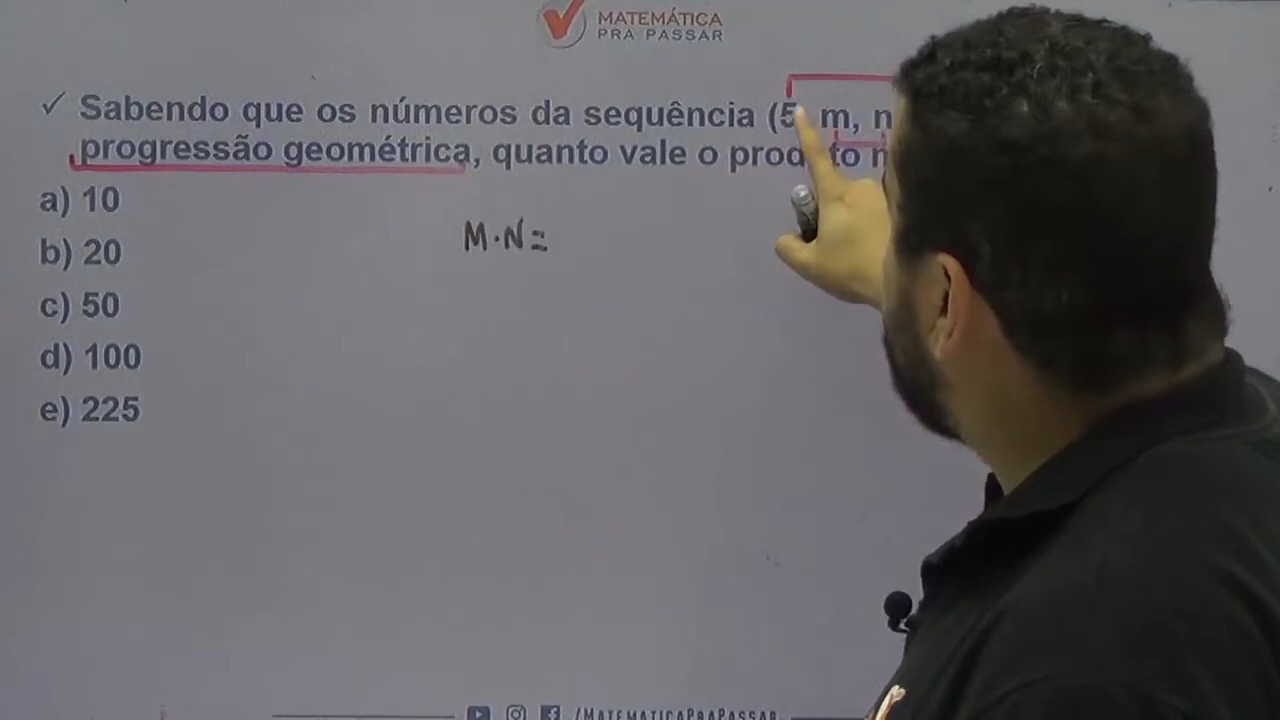 MATEMÁTICA
PRA PASSAR
✓ Sabendo que os números da sequência (5, m, n
progressão geométrica, quanto vale o produto
a) 10
b) 20
c) 50
d) 100
e) 225
M·N=
/MATEMATICAPRAPASSAR